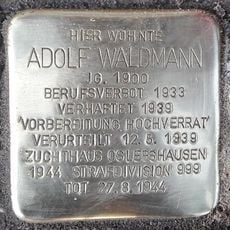 HIER WOHNTE
ADOLF WALDMANN
JG. 1900
BERUFSVERBOT 1933
VERHAFTET 1939
'VORBEREITUNG HOCHVERRAT'
VERURTEILT 12.5. 1939
ZUCHTHAUS OSLEBSHAUSEN
1944 STRAFDIVISION 999
TOT 27.8.1944